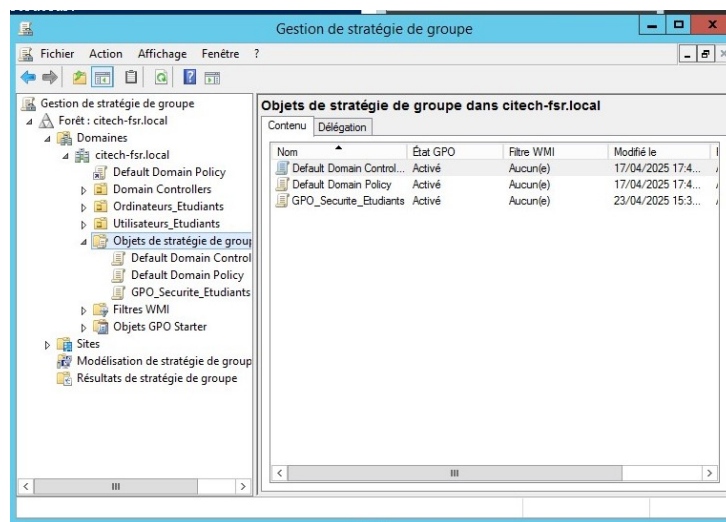 Gestion de stratégie de groupe
Fichier Action Affichage Fenêtre ?
Gestion de stratégie de groupe
Forêt : citech-fsr.local
Domaines
citech-fsr.local
Default Domain Policy
Domain Controllers
Ordinateurs_Etudiants
Utilisateurs_Etudiants
Objets de stratégie de group
Default Domain Control
Default Domain Policy
GPO_Securite_Etudiants
Filtres WMI
Objets GPO Starter
Sites
Modélisation de stratégie de group
Résultats de stratégie de groupe
Objets de stratégie de groupe dans citech-fsr.local
Contenu Délégation
Nom État GPO Filtre WMI Modifié le
Default Domain Control... Activé Aucun(e) 17/04/2025 17:4...
Default Domain Policy Activé Aucun(e) 17/04/2025 17:4...
GPO_Securite_Etudiants Activé Aucun(e) 23/04/2025 15:3...